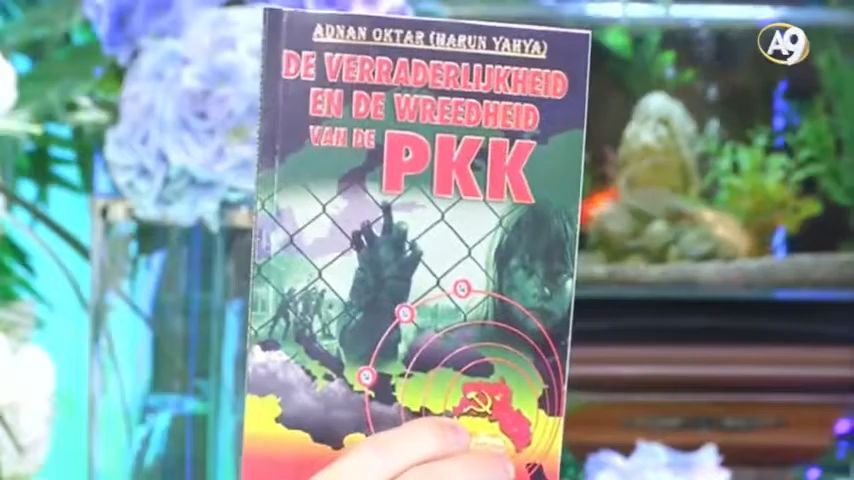 A9
ADNAN OKTAR (HARUN YAHYA)
DE VERRADERLIJKHEID
EN DE WREEDHEID
VAN DE PKK